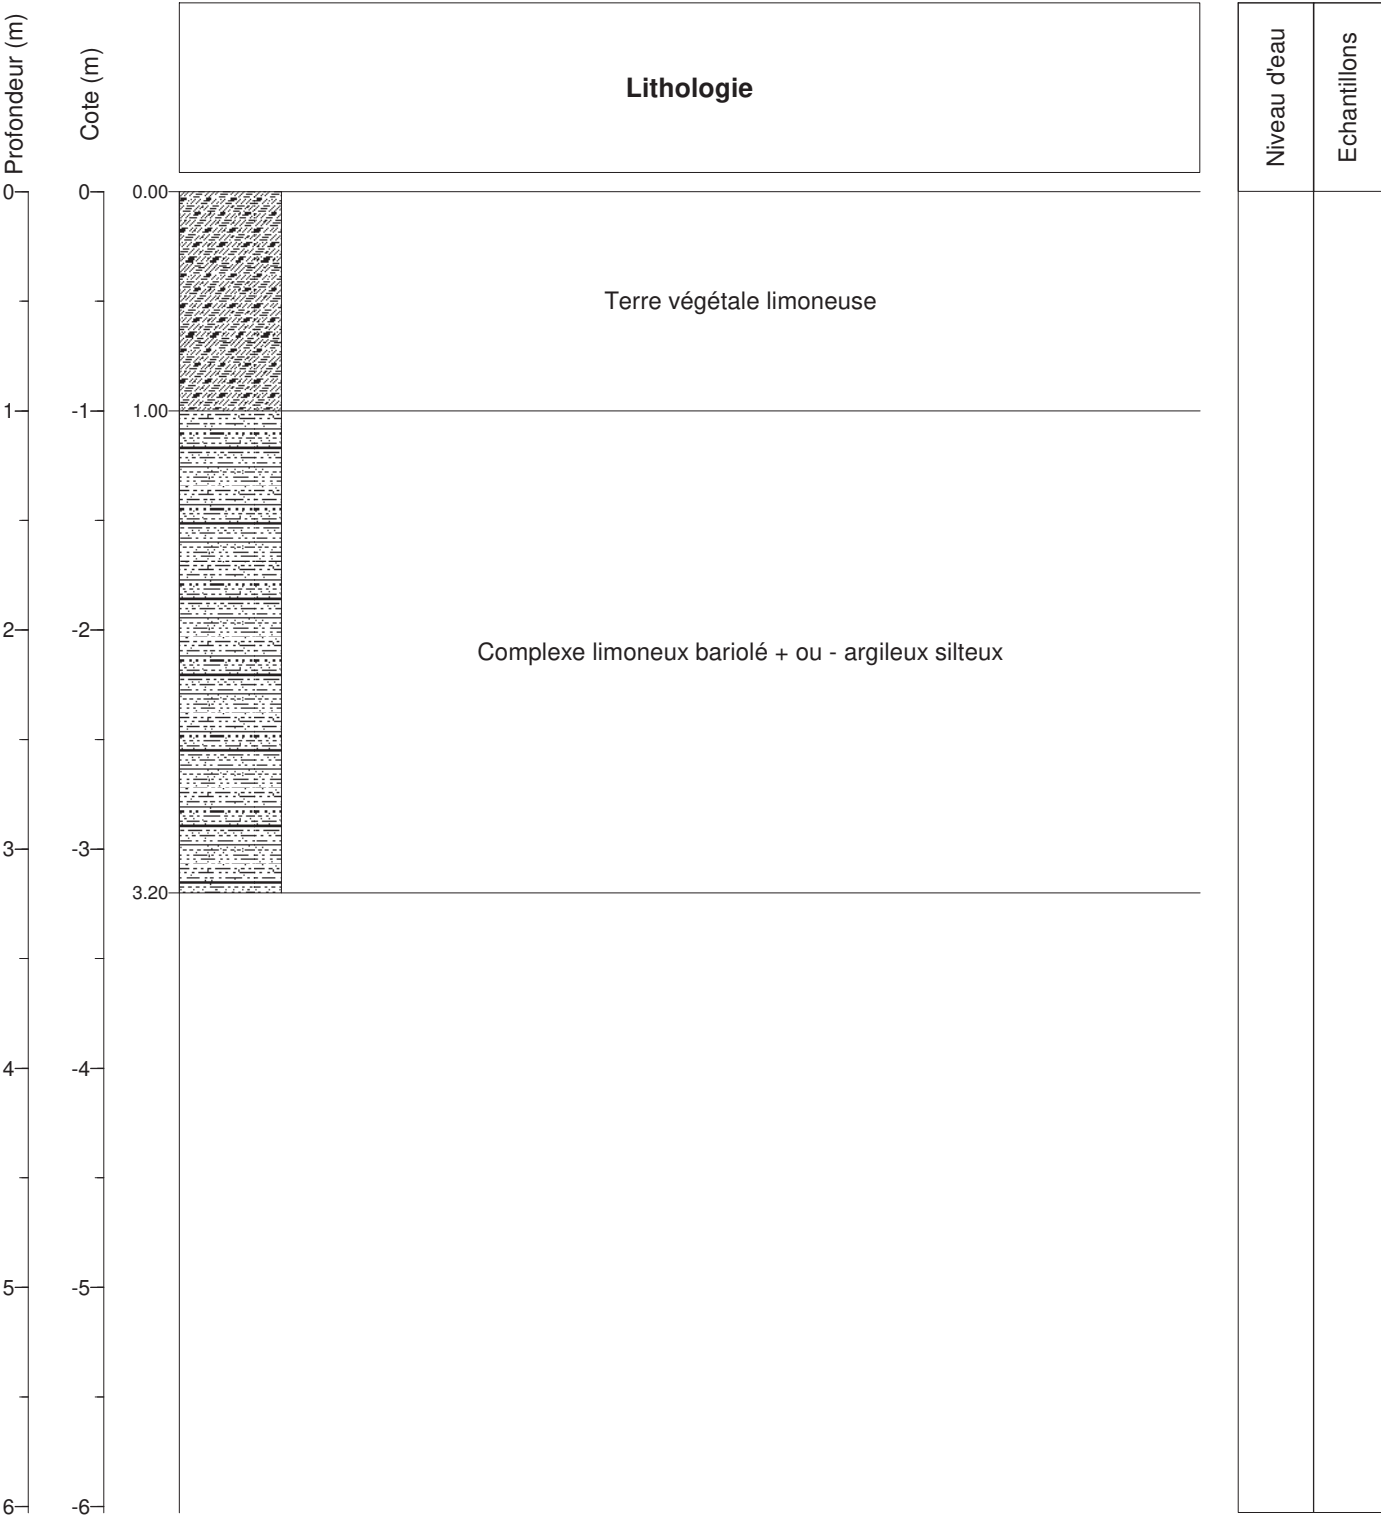 Profondeur (m)
Cote (m)
Lithologie
Niveau d'eau
Echantillons
0 0 0.00
Terre végétale limoneuse
1 -1 1.00
2 -2
Complexe limoneux bariolé + ou - argileux silteux
3 -3
3.20
4 -4
5 -5
6 -6